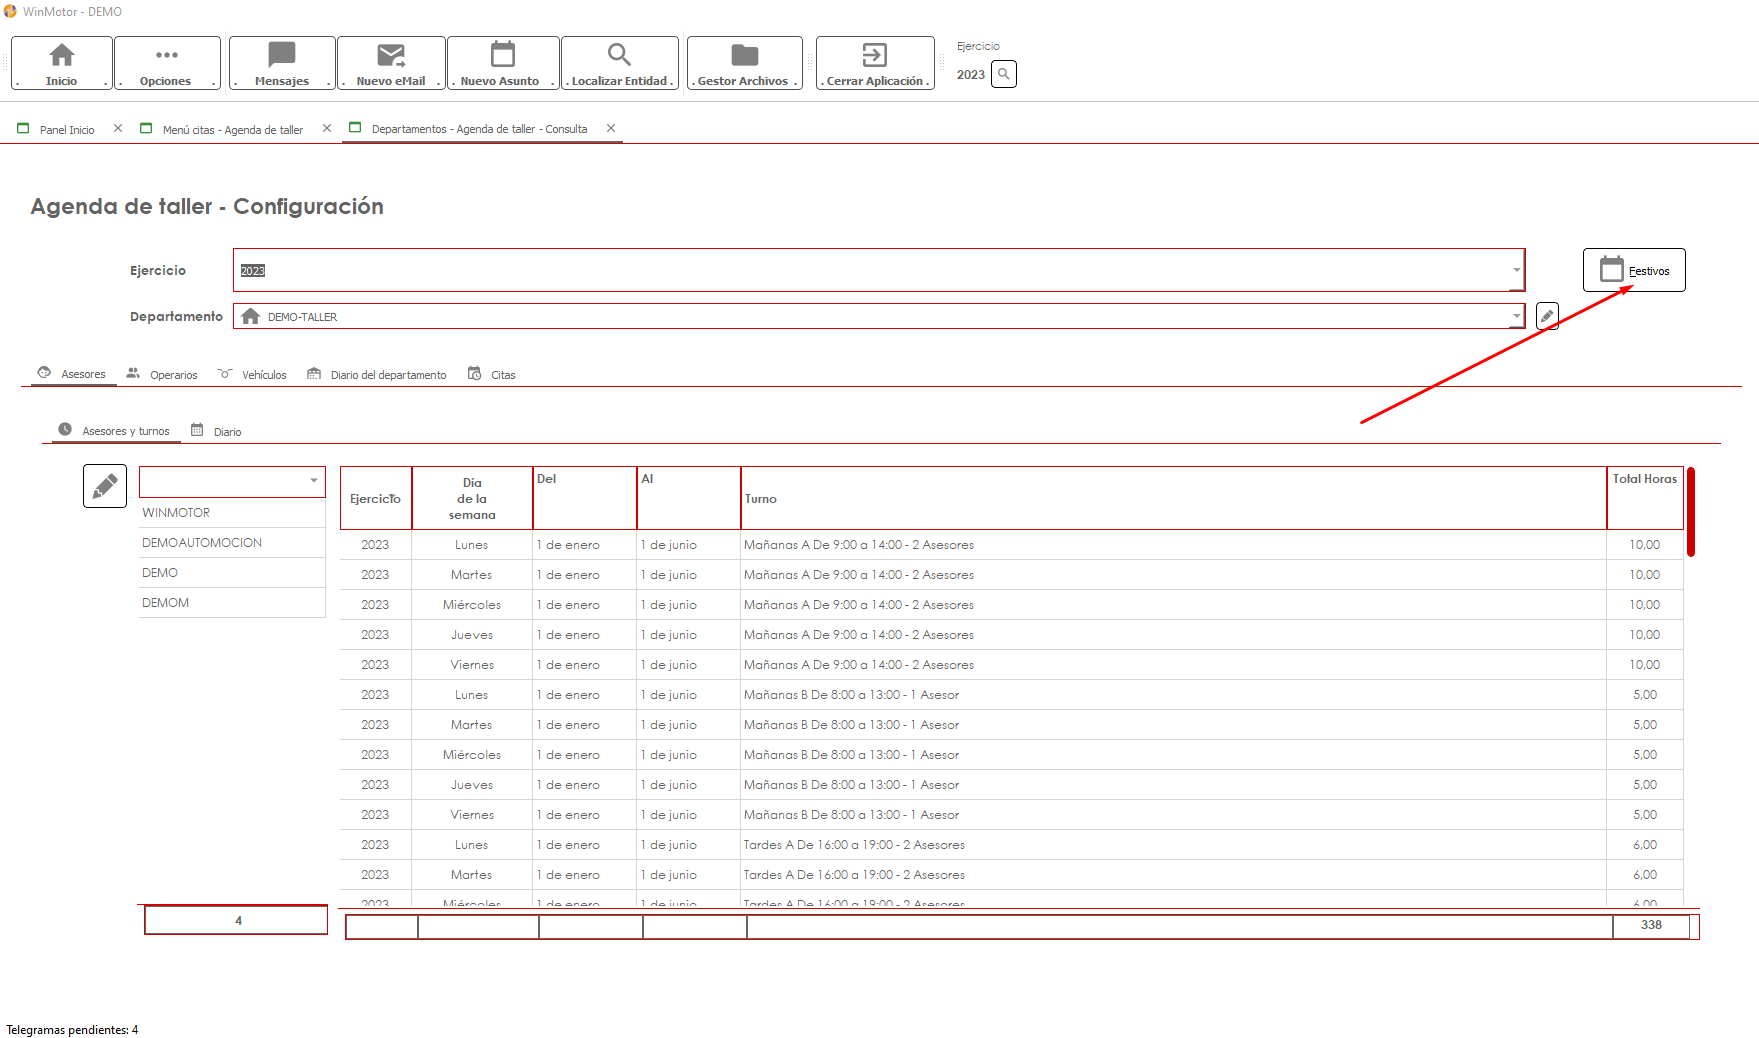 WinMotor - DEMO
. Inicio .
. Opciones .
. Mensajes .
. Nuevo eMail .
. Nuevo Asunto .
. Localizar Entidad .
. Gestor Archivos .
. Cerrar Aplicación .
Ejercicio
2023
Panel Inicio
Menú citas - Agenda de taller
Departamentos - Agenda de taller - Consulta
Agenda de taller - Configuración
Ejercicio 2023
Festivos
Departamento DEMO-TALLER
Asesores Operarios Vehículos Diario del departamento Citas
Asesores y turnos Diario
WINMOTOR
DEMOAUTOMOCION
DEMO
DEMOM
4
Ejercicio Día de la semana Del Al Turno Total Horas
2023 Lunes 1 de enero 1 de junio Mañanas A De 9:00 a 14:00 - 2 Asesores 10,00
2023 Martes 1 de enero 1 de junio Mañanas A De 9:00 a 14:00 - 2 Asesores 10,00
2023 Miércoles 1 de enero 1 de junio Mañanas A De 9:00 a 14:00 - 2 Asesores 10,00
2023 Jueves 1 de enero 1 de junio Mañanas A De 9:00 a 14:00 - 2 Asesores 10,00
2023 Viernes 1 de enero 1 de junio Mañanas A De 9:00 a 14:00 - 2 Asesores 10,00
2023 Lunes 1 de enero 1 de junio Mañanas B De 8:00 a 13:00 - 1 Asesor 5,00
2023 Martes 1 de enero 1 de junio Mañanas B De 8:00 a 13:00 - 1 Asesor 5,00
2023 Miércoles 1 de enero 1 de junio Mañanas B De 8:00 a 13:00 - 1 Asesor 5,00
2023 Jueves 1 de enero 1 de junio Mañanas B De 8:00 a 13:00 - 1 Asesor 5,00
2023 Viernes 1 de enero 1 de junio Mañanas B De 8:00 a 13:00 - 1 Asesor 5,00
2023 Lunes 1 de enero 1 de junio Tardes A De 16:00 a 19:00 - 2 Asesores 6,00
2023 Martes 1 de enero 1 de junio Tardes A De 16:00 a 19:00 - 2 Asesores 6,00
2023 Miércoles 1 de enero 1 de junio Tardes A De 16:00 a 19:00 - 2 Asesores 6,00
338
Telegramas pendientes: 4